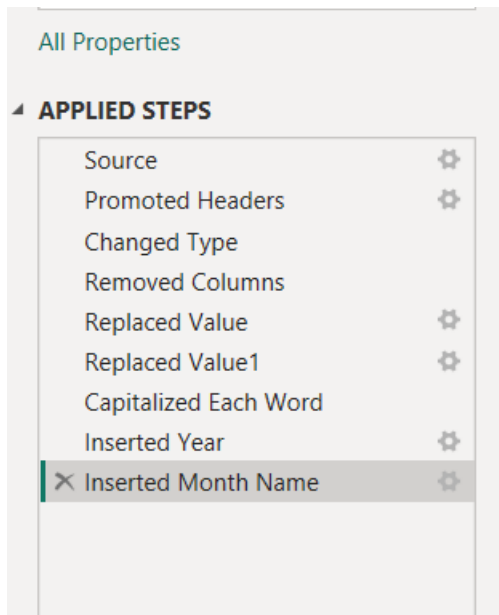 All Properties
APPLIED STEPS
Source
Promoted Headers
Changed Type
Removed Columns
Replaced Value
Replaced Value1
Capitalized Each Word
Inserted Year
Inserted Month Name